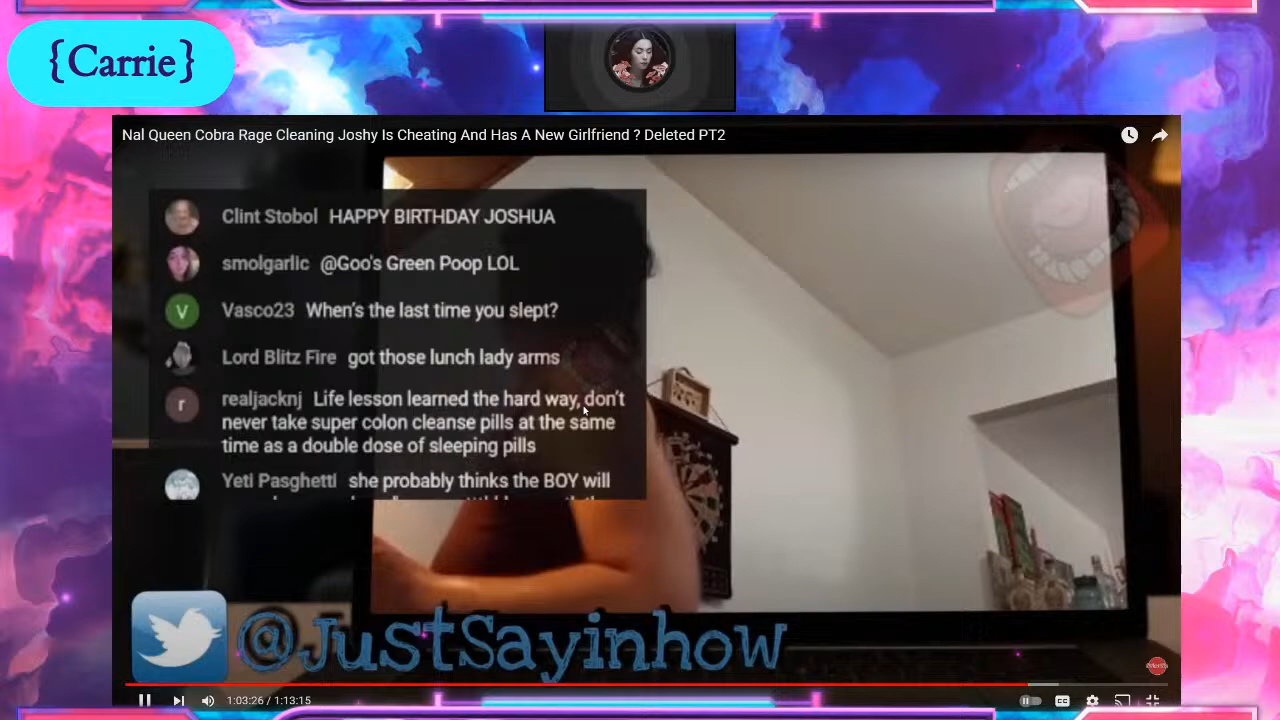 {Carrie}
Nal Queen Cobra Rage Cleaning Joshy Is Cheating And Has A New Girlfriend ? Deleted PT2
Clint Stobol HAPPY BIRTHDAY JOSHUA
smolgarlic @Goo's Green Poop LOL
V Vasco23 When's the last time you slept?
Lord Blitz Fire got those lunch lady arms
r realjacknj Life lesson learned the hard way, don't
never take super colon cleanse pills at the same
time as a double dose of sleeping pills
Yeti Pasghetti she probably thinks the BOY will
@JustSayinhow
1:03:26 / 1:13:15
CC